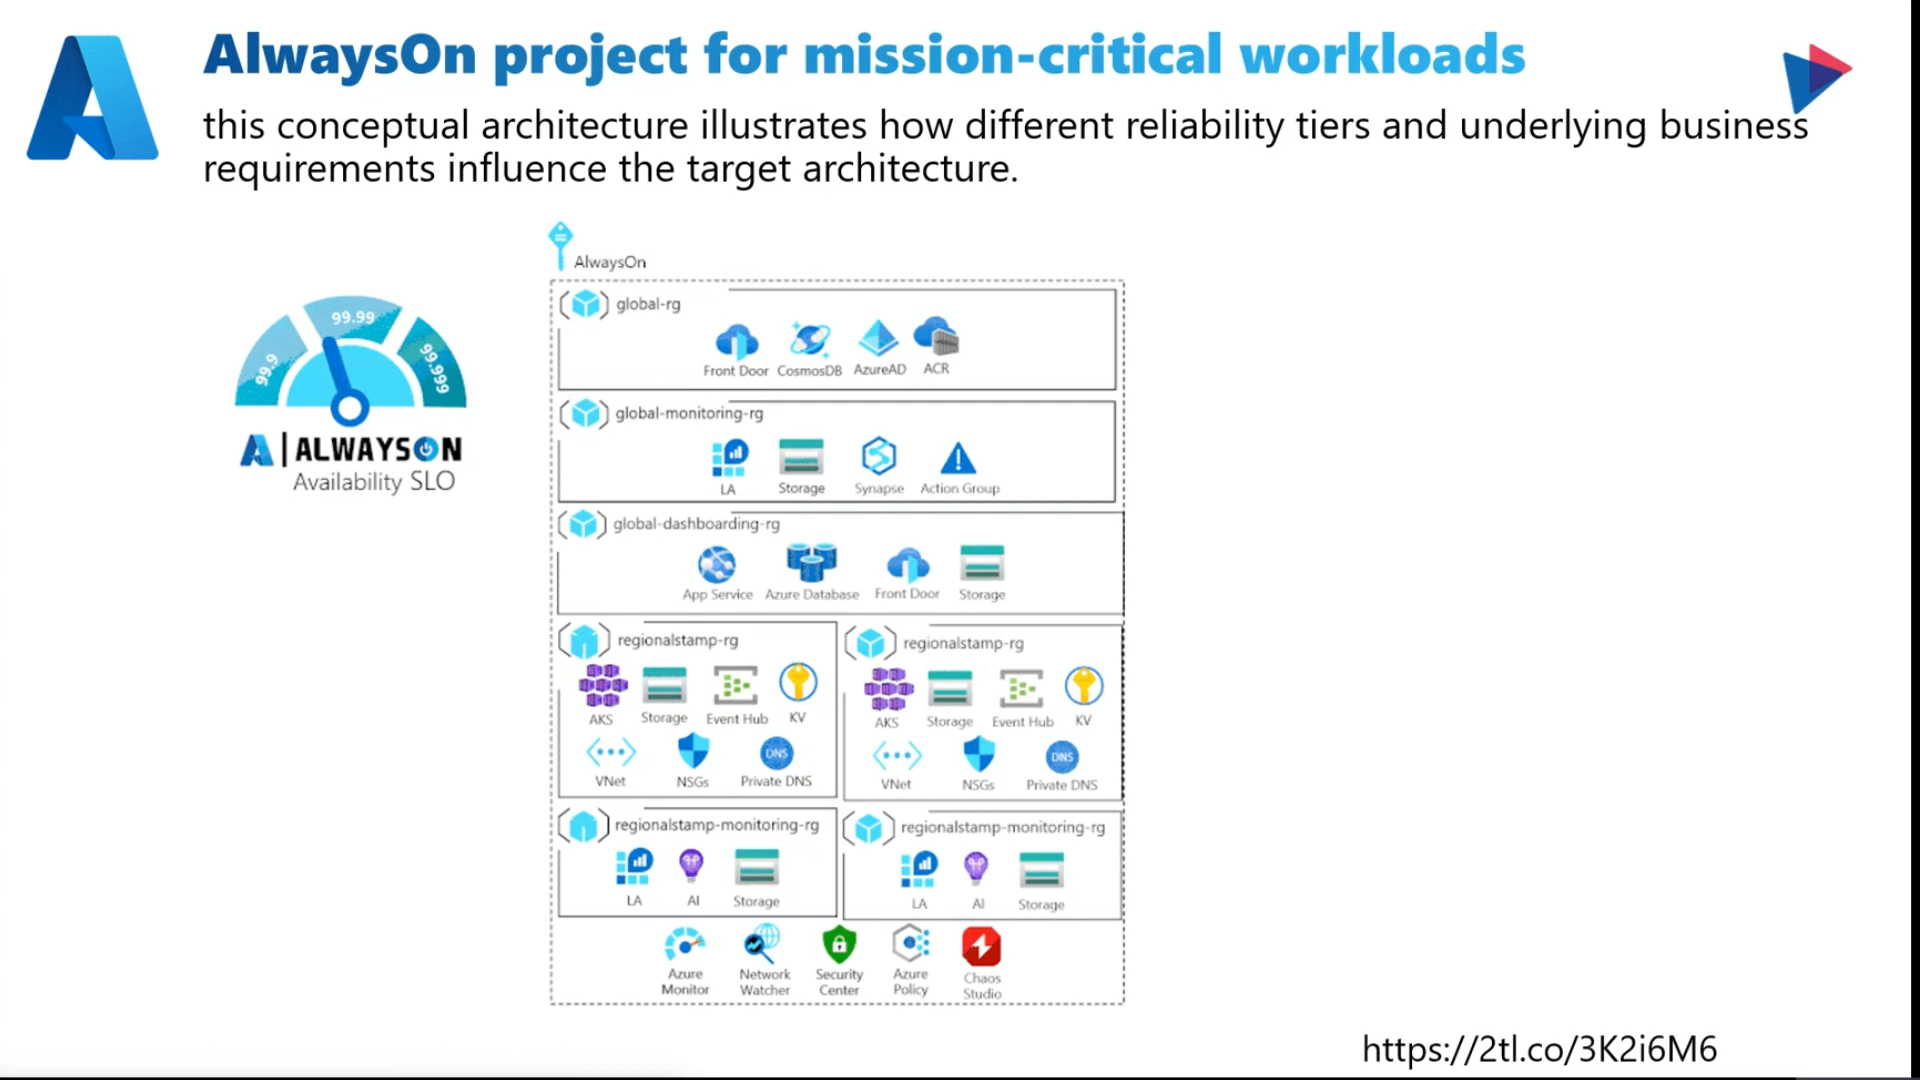 AlwaysOn project for mission-critical workloads
this conceptual architecture illustrates how different reliability tiers and underlying business
requirements influence the target architecture.
AlwaysOn
99.9
99.99
99.999
A | ALWAYSON
Availability SLO
global-rg
Front Door CosmosDB AzureAD ACR
global-monitoring-rg
LA Storage Synapse Action Group
global-dashboarding-rg
App Service Azure Database Front Door Storage
regionalstamp-rg
AKS Storage Event Hub KV
DNS
VNet NSGs Private DNS
regionalstamp-rg
AKS Storage Event Hub KV
DNS
VNet NSGs Private DNS
regionalstamp-monitoring-rg
LA AI Storage
regionalstamp-monitoring-rg
LA AI Storage
Azure Monitor
Network Watcher
Security Center
Azure Policy
Chaos Studio
https://2tl.co/3K2i6M6